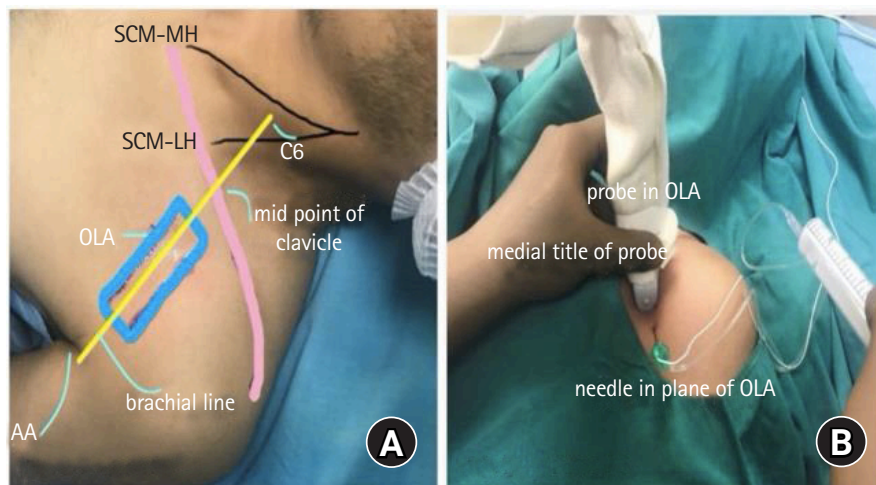 SCM-MH
SCM-LH
C6
mid point of
clavicle
OLA
brachial line
AA
A
probe in OLA
medial title of probe
needle in plane of OLA
B